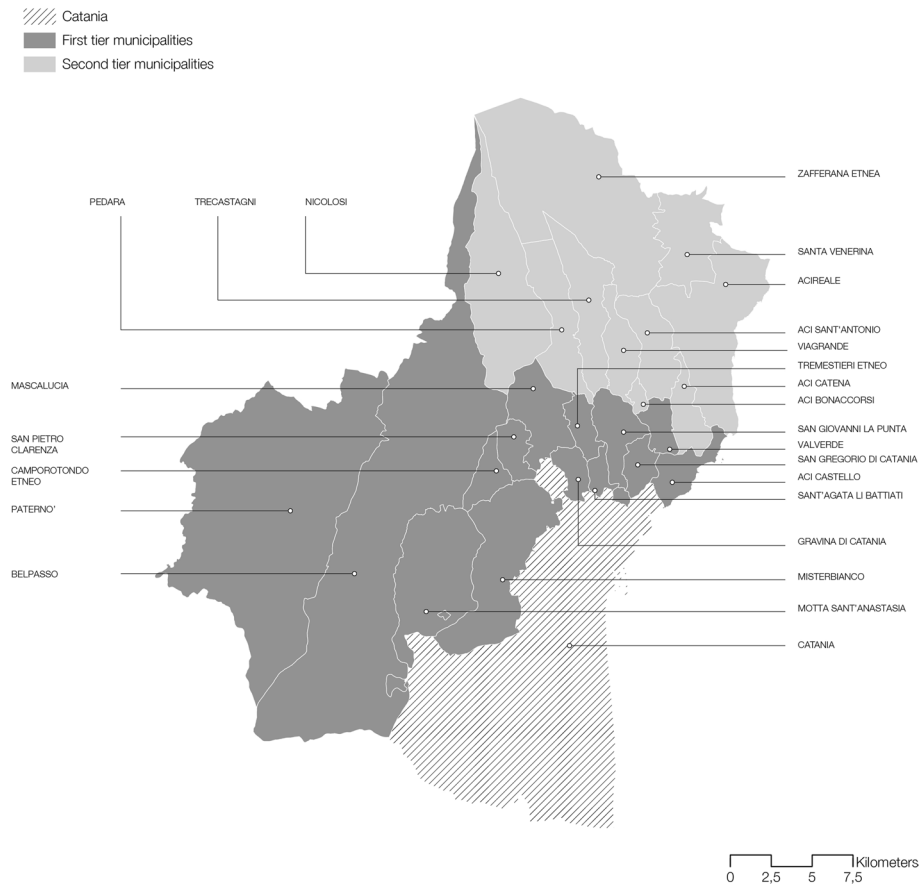 Catania
First tier municipalities
Second tier municipalities
ZAFFERANA ETNEA
PEDARA
TRECASTAGNI
NICOLOSI
SANTA VENERINA
ACIREALE
ACI SANT'ANTONIO
VIAGRANDE
TREMESTIERI ETNEO
MASCALUCIA
ACI CATENA
ACI BONACCORSI
SAN GIOVANNI LA PUNTA
SAN PIETRO
CLARENZA
VALVERDE
SAN GREGORIO DI CATANIA
CAMPOROTONDO
ETNEO
ACI CASTELLO
SANT'AGATA LI BATTIATI
PATERNO'
GRAVINA DI CATANIA
BELPASSO
MISTERBIANCO
MOTTA SANT'ANASTASIA
CATANIA
Kilometers
0 2,5 5 7,5